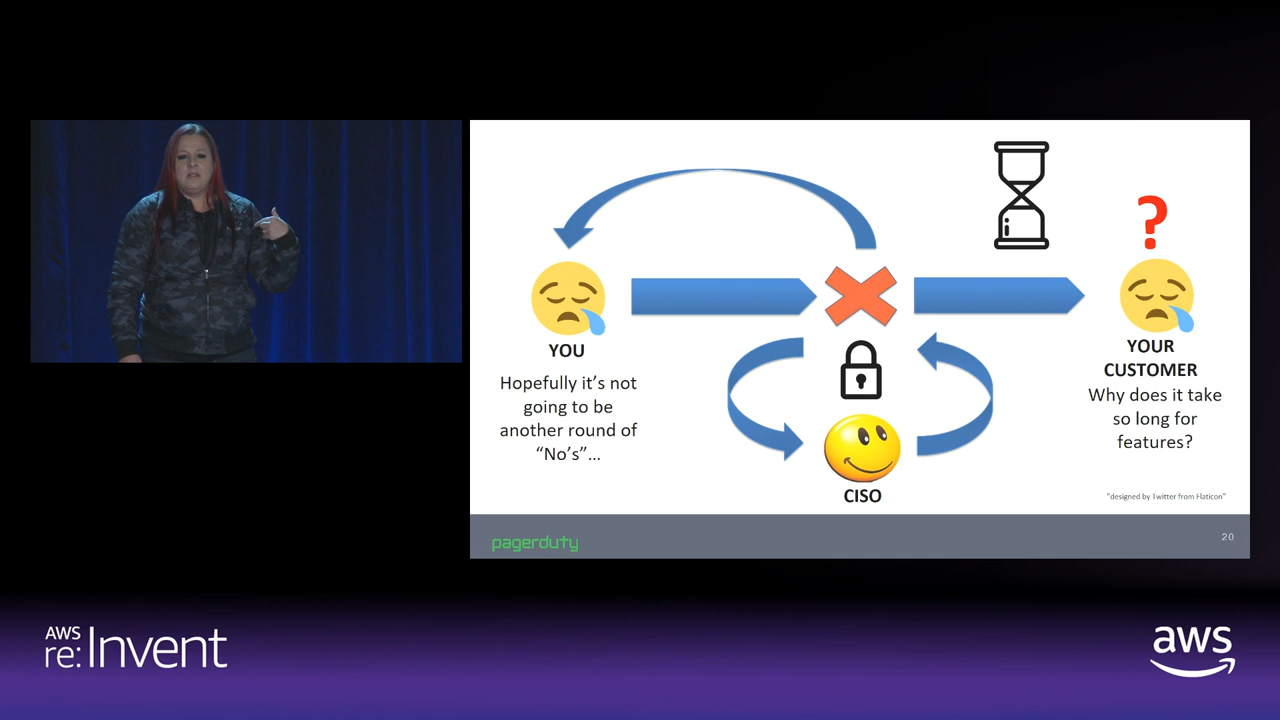 ?
YOU
Hopefully it’s not
going to be
another round of
“No’s”...
CISO
YOUR
CUSTOMER
Why does it take
so long for
features?
"designed by Twitter from Flaticon"
pagerduty
20
AWS
re:Invent
aws